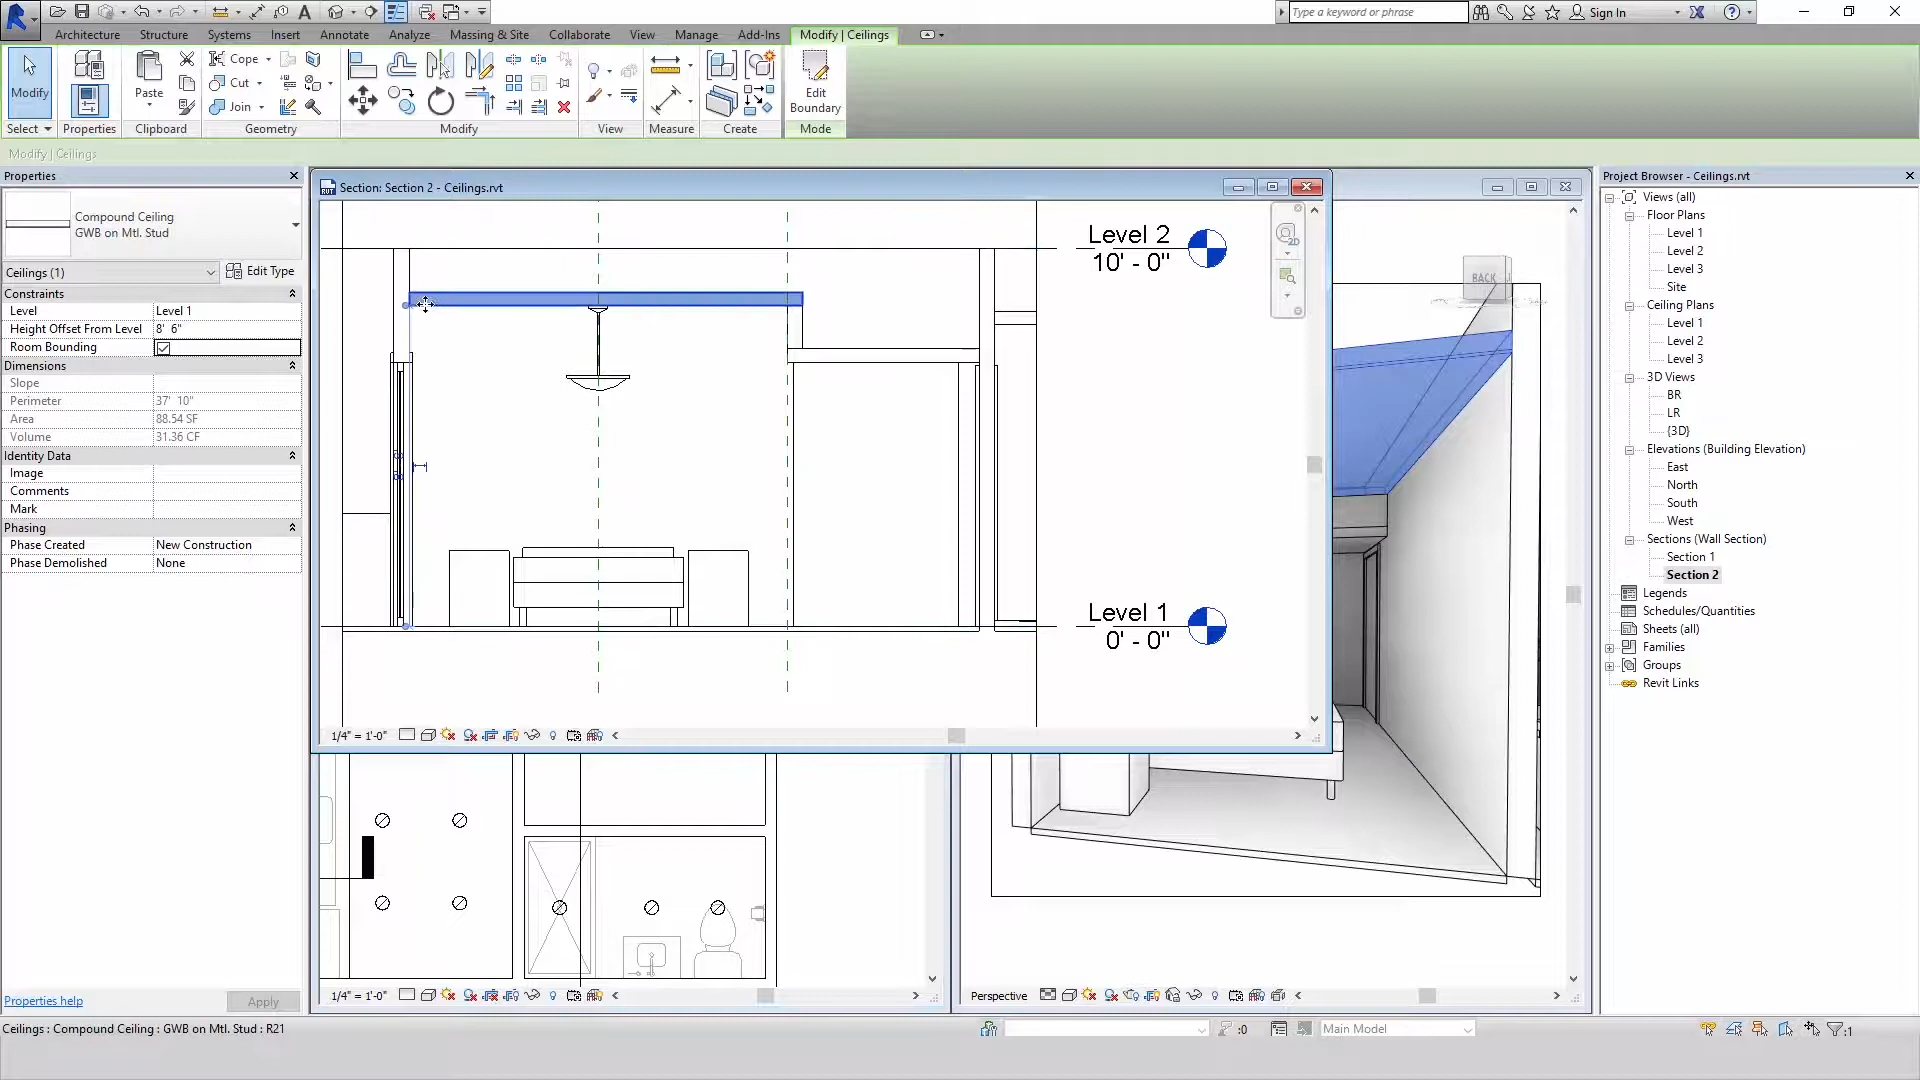 Type a keyword or phrase
Sign In
Architecture Structure Systems Insert Annotate Analyze Massing & Site Collaborate View Manage Add-Ins Modify | Ceilings
Modify
Paste
Cope
Cut
Join
Edit
Boundary
Select Properties Clipboard Geometry Modify View Measure Create Mode
Modify | Ceilings
Properties
Compound Ceiling
GWB on Mtl. Stud
Ceilings (1)
Edit Type
Constraints
Level Level 1
Height Offset From Level 8' 6"
Room Bounding
Dimensions
Slope
Perimeter 37' 10"
Area 88.54 SF
Volume 31.36 CF
Identity Data
Image
Comments
Mark
Phasing
Phase Created New Construction
Phase Demolished None
Properties help
Apply
Section: Section 2 - Ceilings.rvt
Level 2
10' - 0"
Level 1
0' - 0"
2D
1/4" = 1'-0"
BACK
1/4" = 1'-0"
Perspective
Project Browser - Ceilings.rvt
Views (all)
Floor Plans
Level 1
Level 2
Level 3
Site
Ceiling Plans
Level 1
Level 2
Level 3
3D Views
BR
LR
{3D}
Elevations (Building Elevation)
East
North
South
West
Sections (Wall Section)
Section 1
Section 2
Legends
Schedules/Quantities
Sheets (all)
Families
Groups
Revit Links
Ceilings : Compound Ceiling : GWB on Mtl. Stud : R21
:0
Main Model
:1